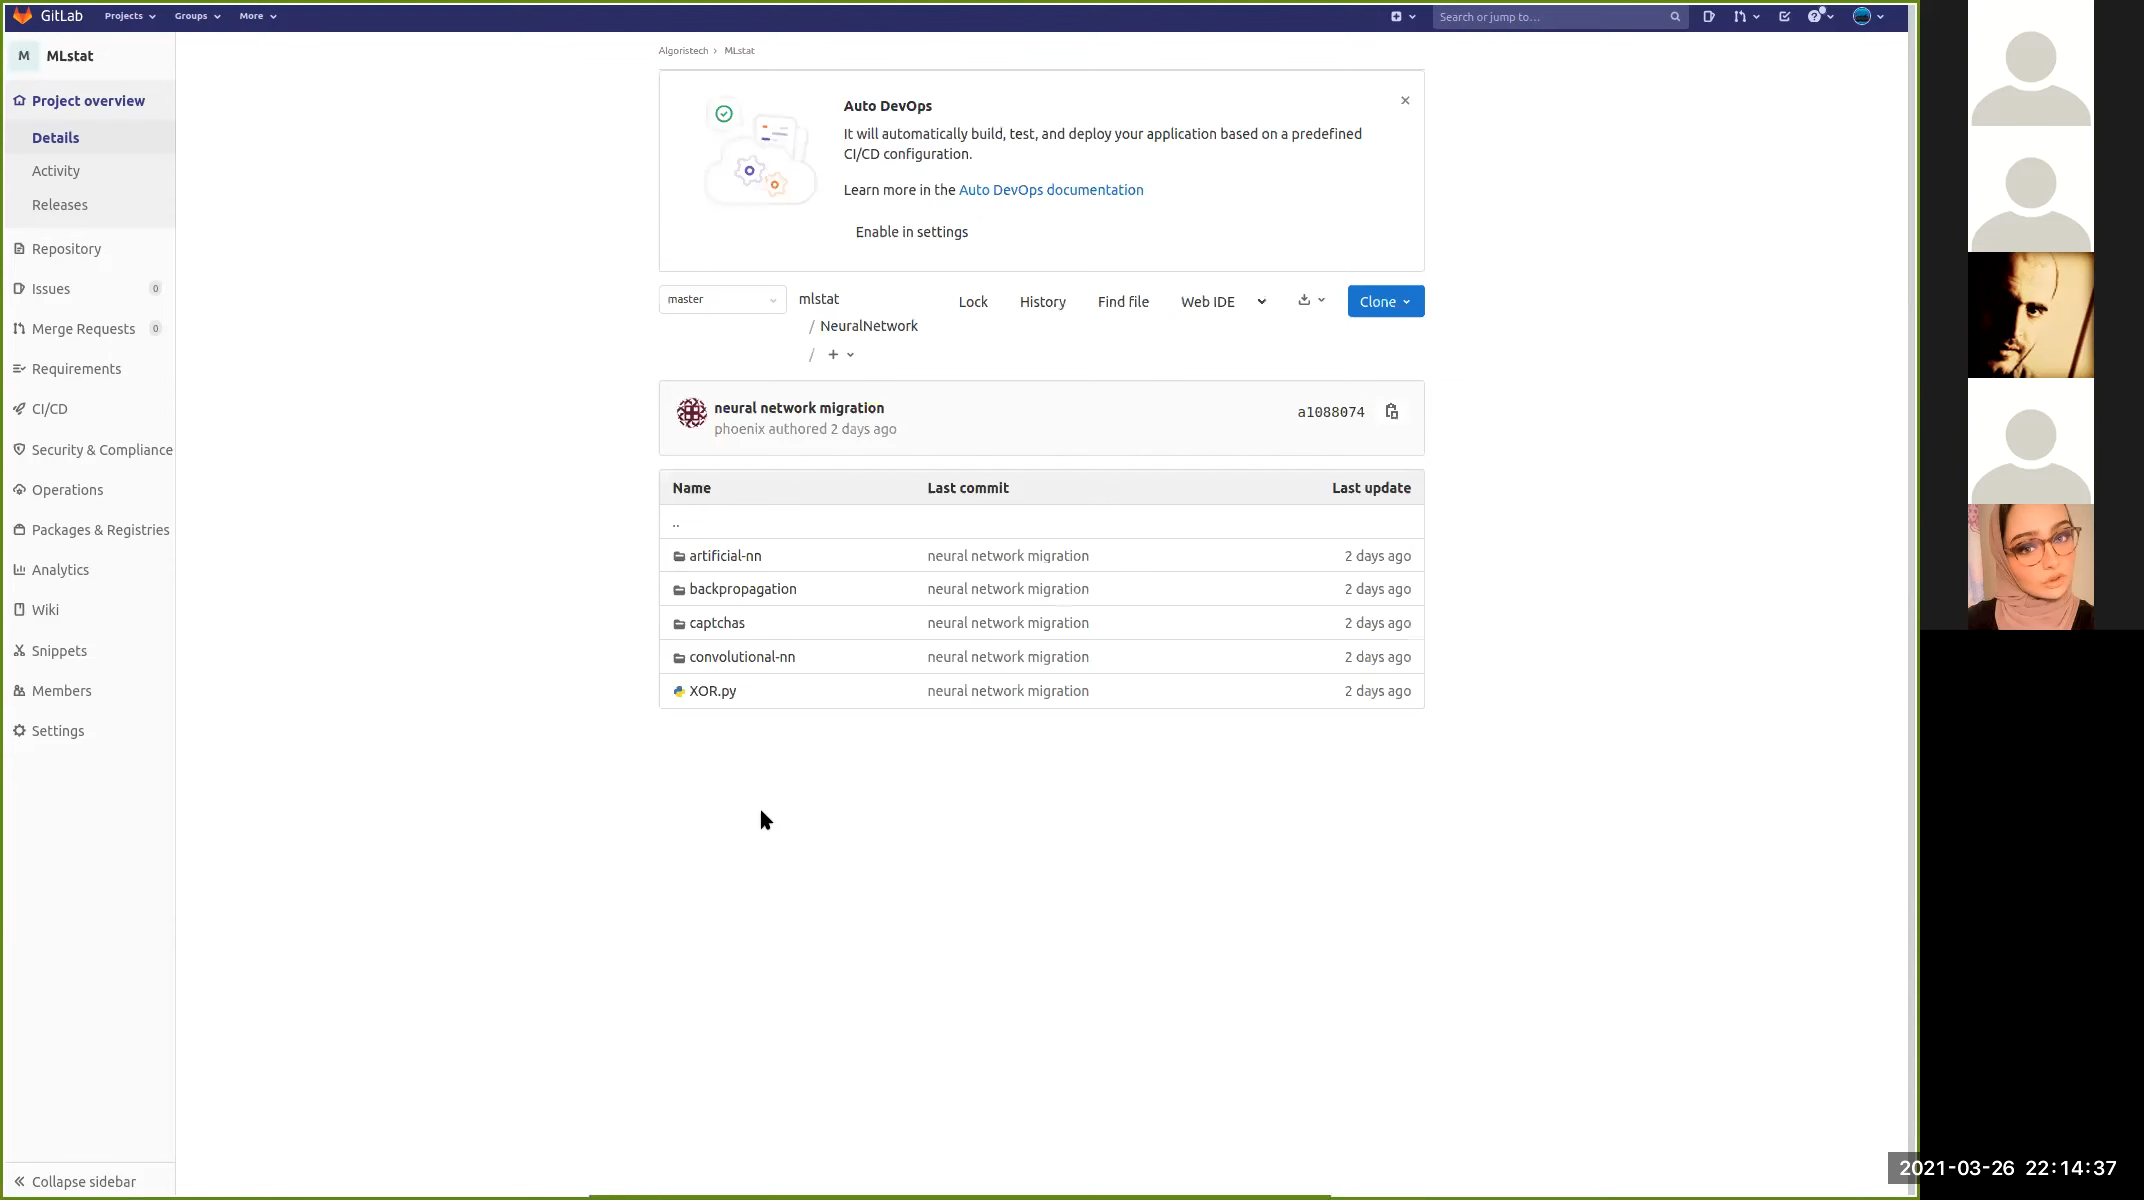 GitLab Projects Groups More Search or jump to…
M MLstat
Project overview
Details
Activity
Releases
Repository
Issues 0
Merge Requests 0
Requirements
CI/CD
Security & Compliance
Operations
Packages & Registries
Analytics
Wiki
Snippets
Members
Settings
Collapse sidebar
Algoristech › MLstat
Auto DevOps
It will automatically build, test, and deploy your application based on a predefined
CI/CD configuration.
Learn more in the Auto DevOps documentation
Enable in settings
master mlstat Lock History Find file Web IDE Clone
/ NeuralNetwork
/ +
neural network migration a1088074
phoenix authored 2 days ago
Name Last commit Last update
..
artificial-nn neural network migration 2 days ago
backpropagation neural network migration 2 days ago
captchas neural network migration 2 days ago
convolutional-nn neural network migration 2 days ago
XOR.py neural network migration 2 days ago
2021-03-26 22:14:37